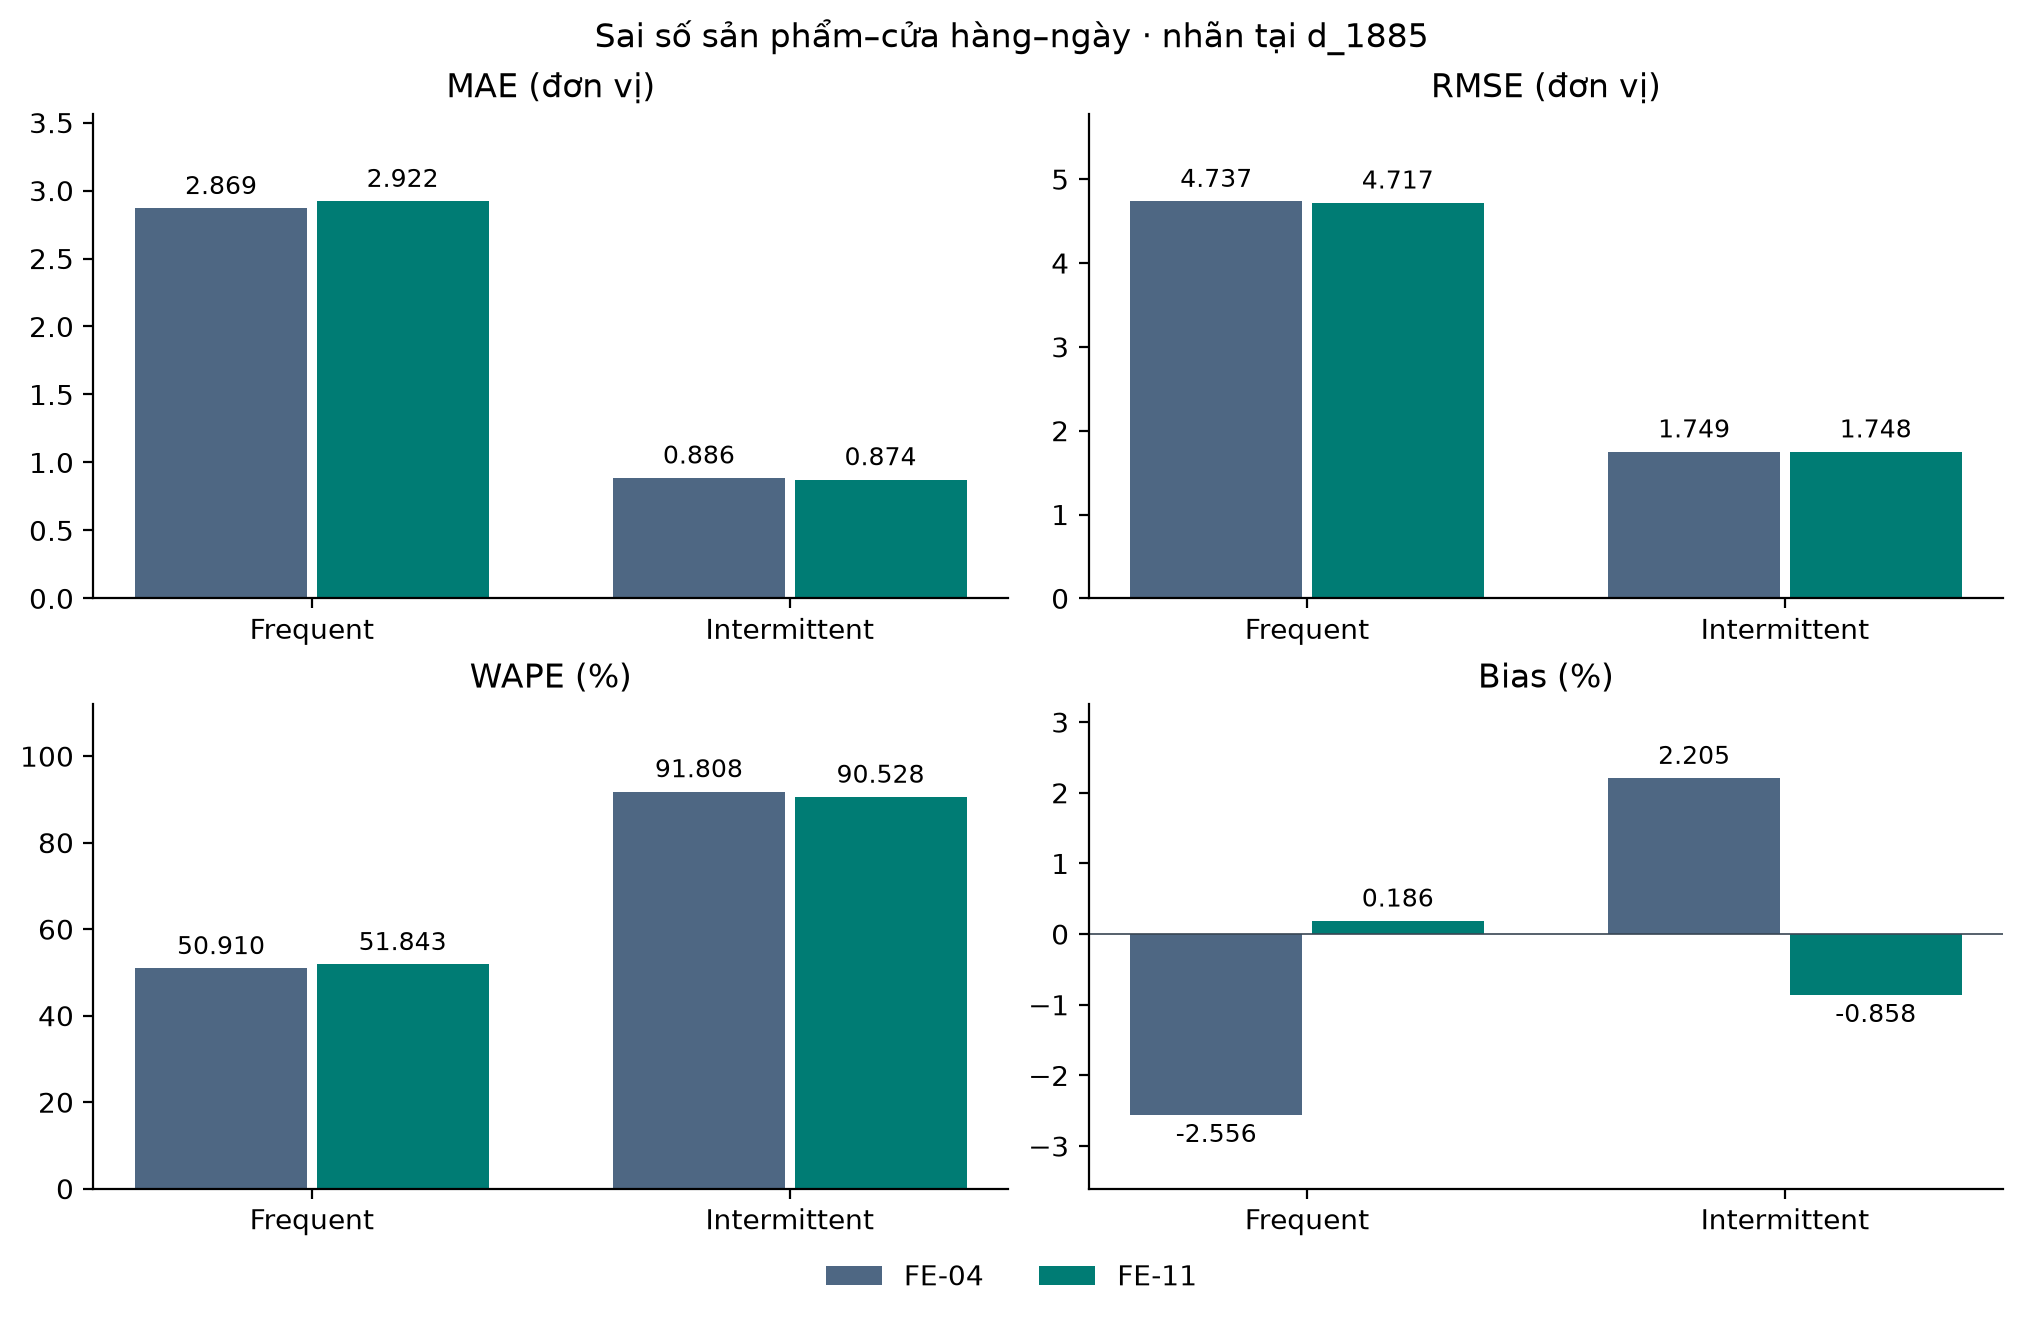 Sai số sản phẩm–cửa hàng–ngày · nhãn tại d_1885
MAE (đơn vị)
3.5
3.0
2.5
2.0
1.5
1.0
0.5
0.0
2.869
2.922
0.886
0.874
Frequent
Intermittent
RMSE (đơn vị)
5
4
3
2
1
0
4.737
4.717
1.749
1.748
Frequent
Intermittent
WAPE (%)
100
80
60
40
20
0
50.910
51.843
91.808
90.528
Frequent
Intermittent
Bias (%)
3
2
1
0
−1
−2
−3
-2.556
0.186
2.205
-0.858
Frequent
Intermittent
FE-04
FE-11